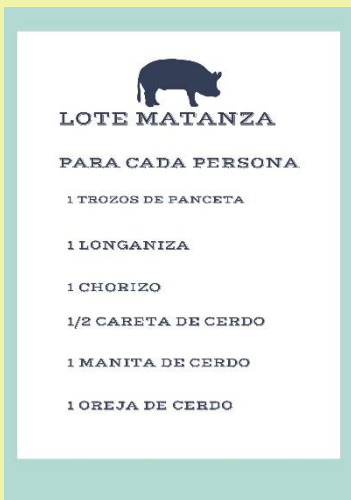 LOTE MATANZA
PARA CADA PERSONA
1 TROZOS DE PANCETA
1 LONGANIZA
1 CHORIZO
1/2 CARETA DE CERDO
1 MANITA DE CERDO
1 OREJA DE CERDO